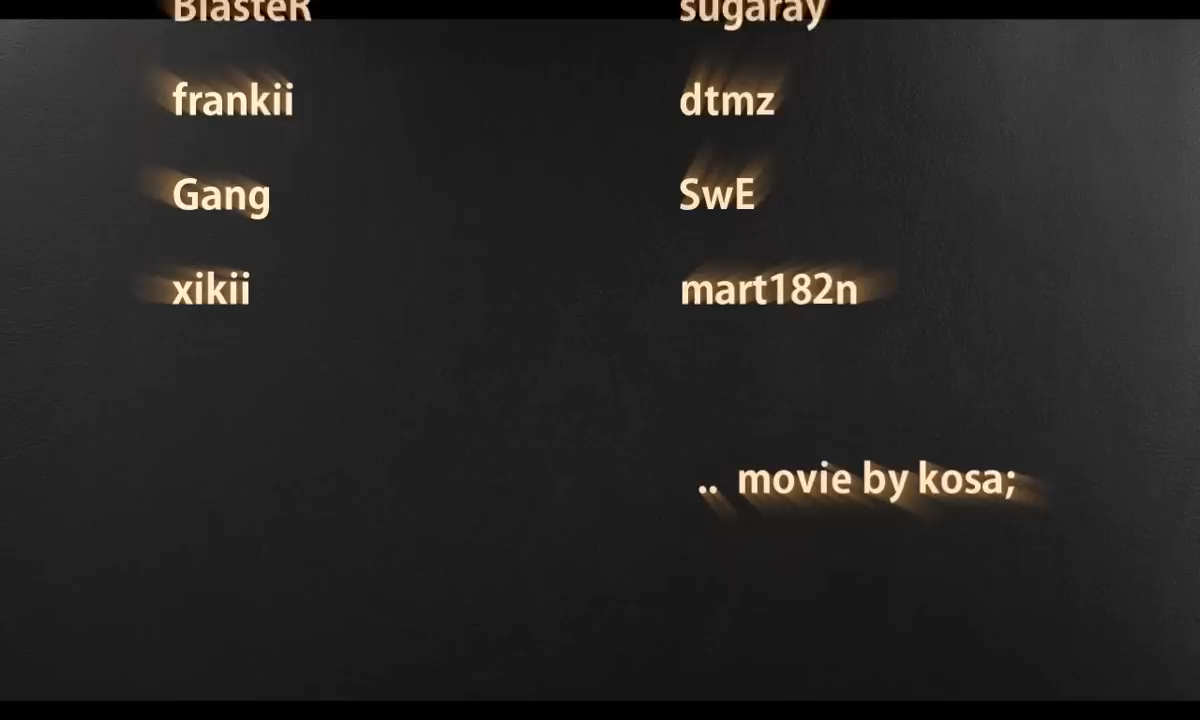 BlasteR sugaray
frankii dtmz
Gang SwE
xikii mart182n
.. movie by kosa;